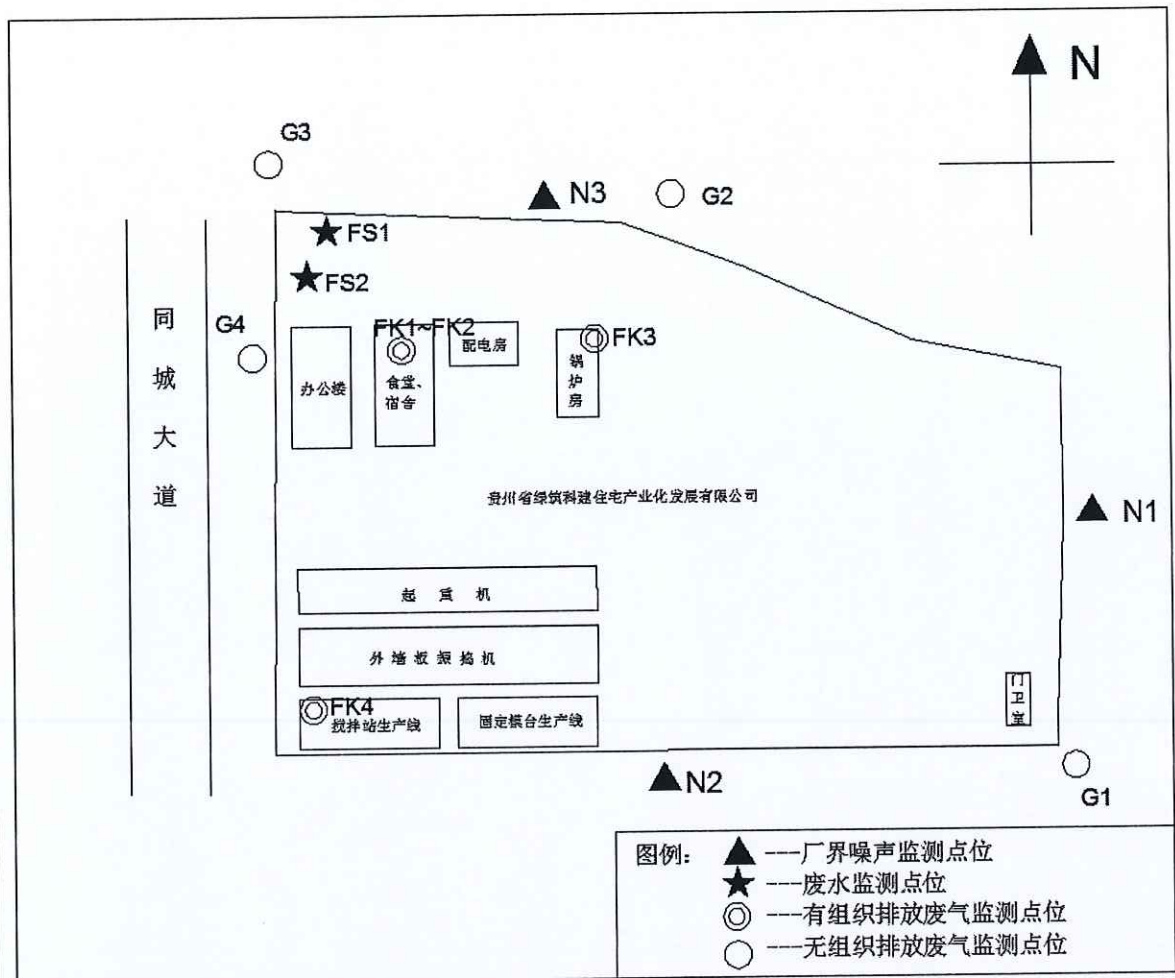 N
G3
N3
G2
FS1
FS2
同城大道
G4
FK1~FK2
配电房
FK3
办公楼
食堂、
宿舍
锅炉房
贵州省绿筑科建住宅产业化发展有限公司
N1
起重机
外墙板振捣机
门卫室
FK4
搅拌站生产线
固定模台生产线
N2
G1
图例：
---厂界噪声监测点位
---废水监测点位
---有组织排放废气监测点位
---无组织排放废气监测点位